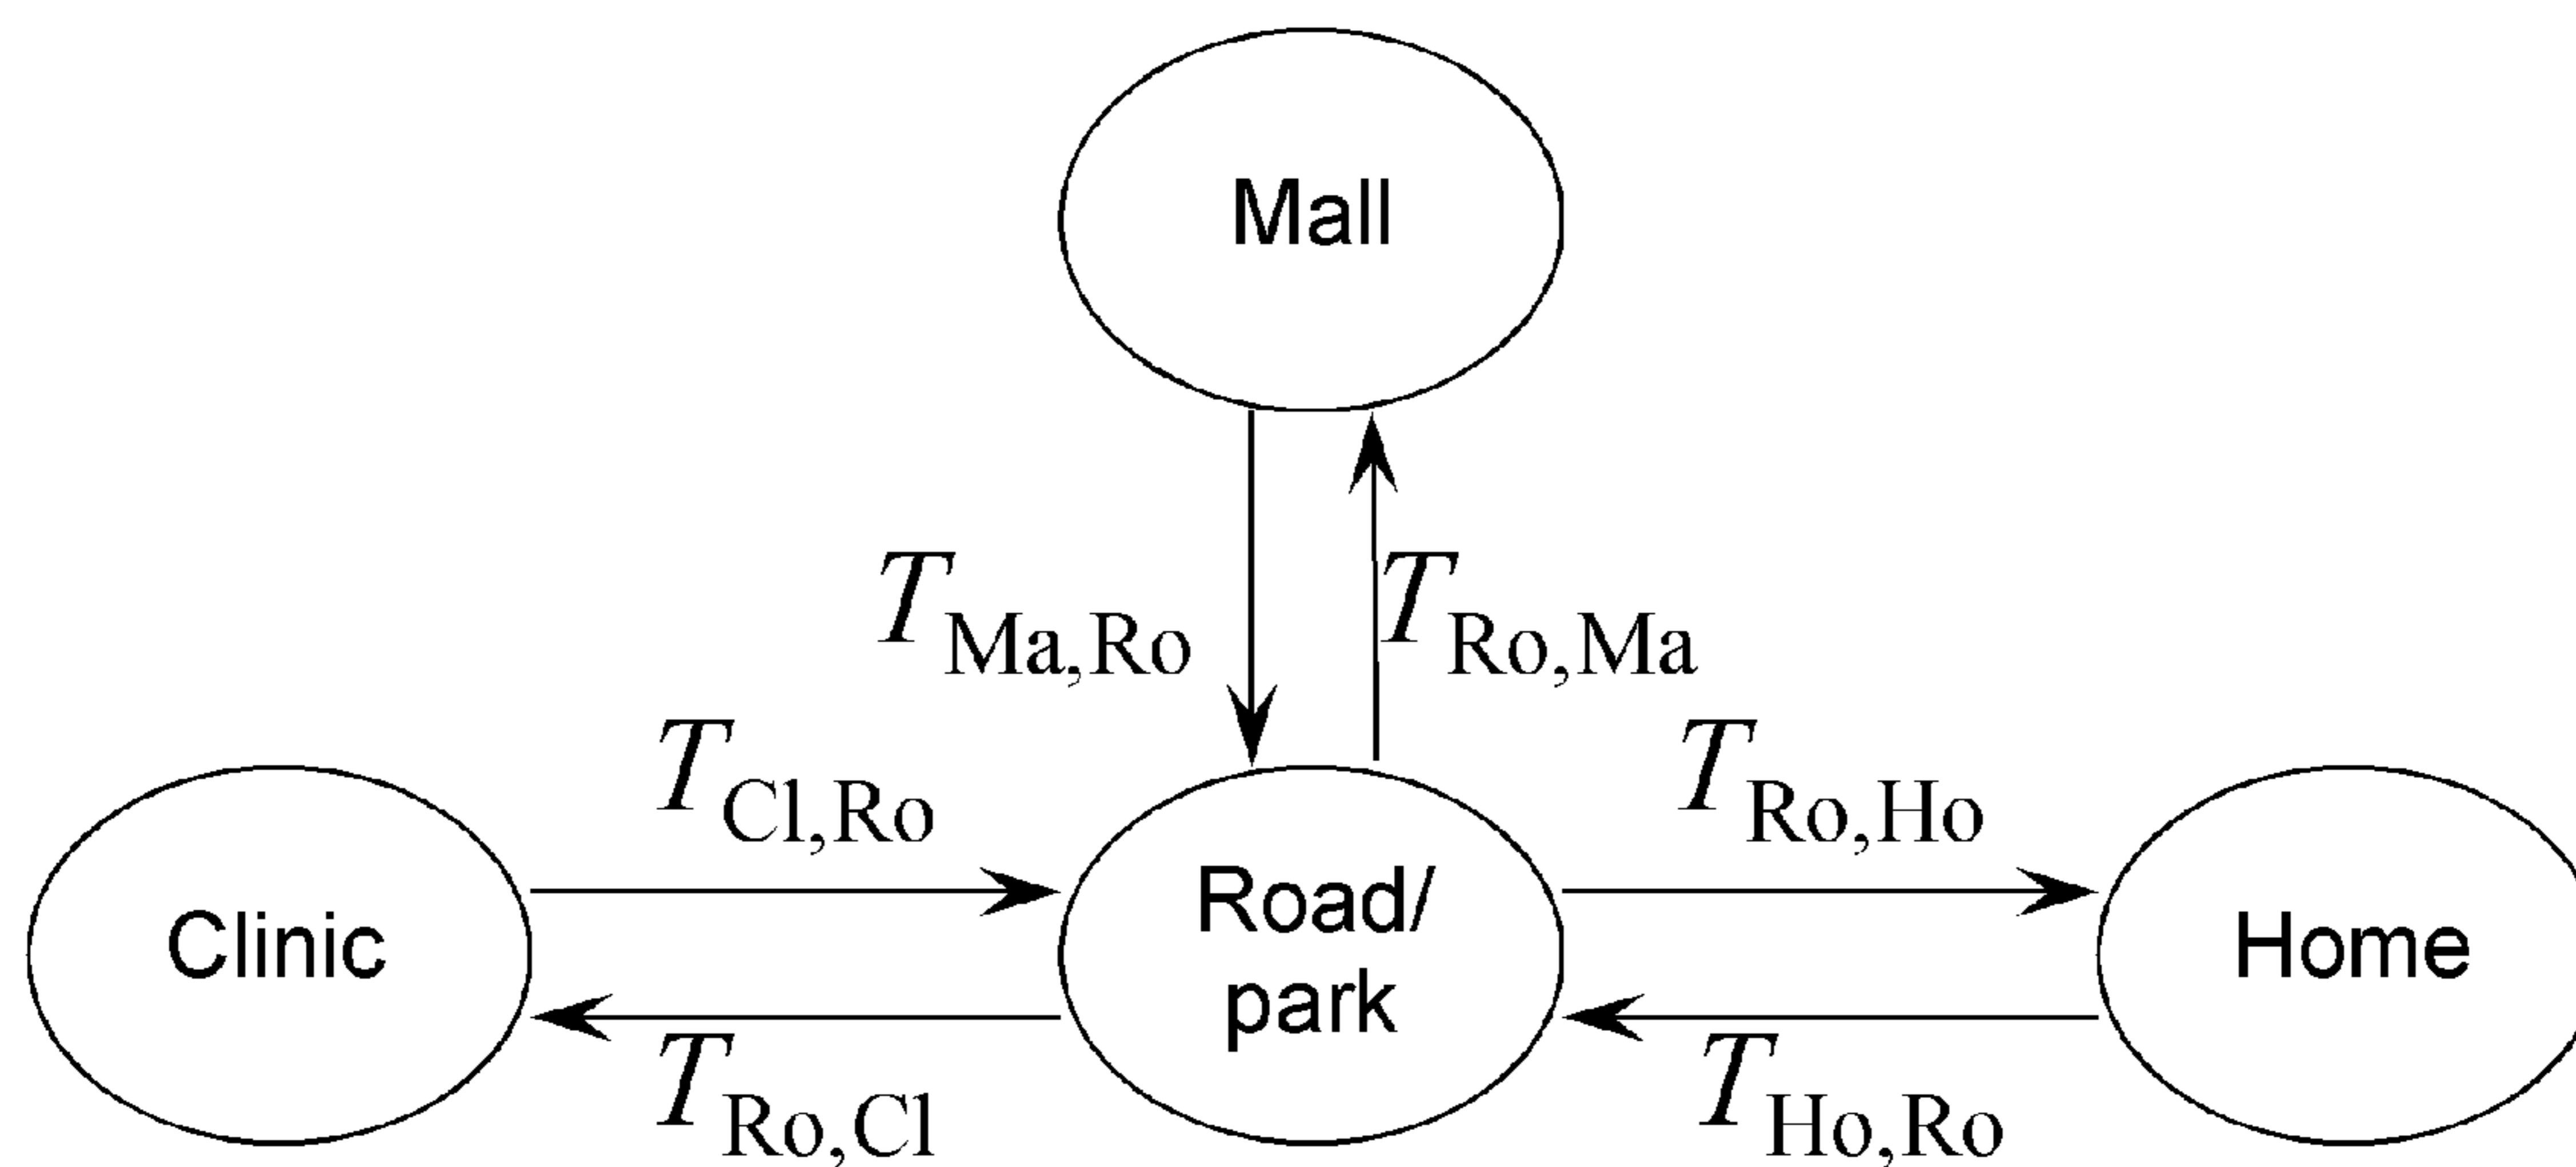 Mall
T Ma,Ro
T Ro,Ma
T Cl,Ro
T Ro,Ho
Clinic
Road/
park
Home
T Ro,Cl
T Ho,Ro